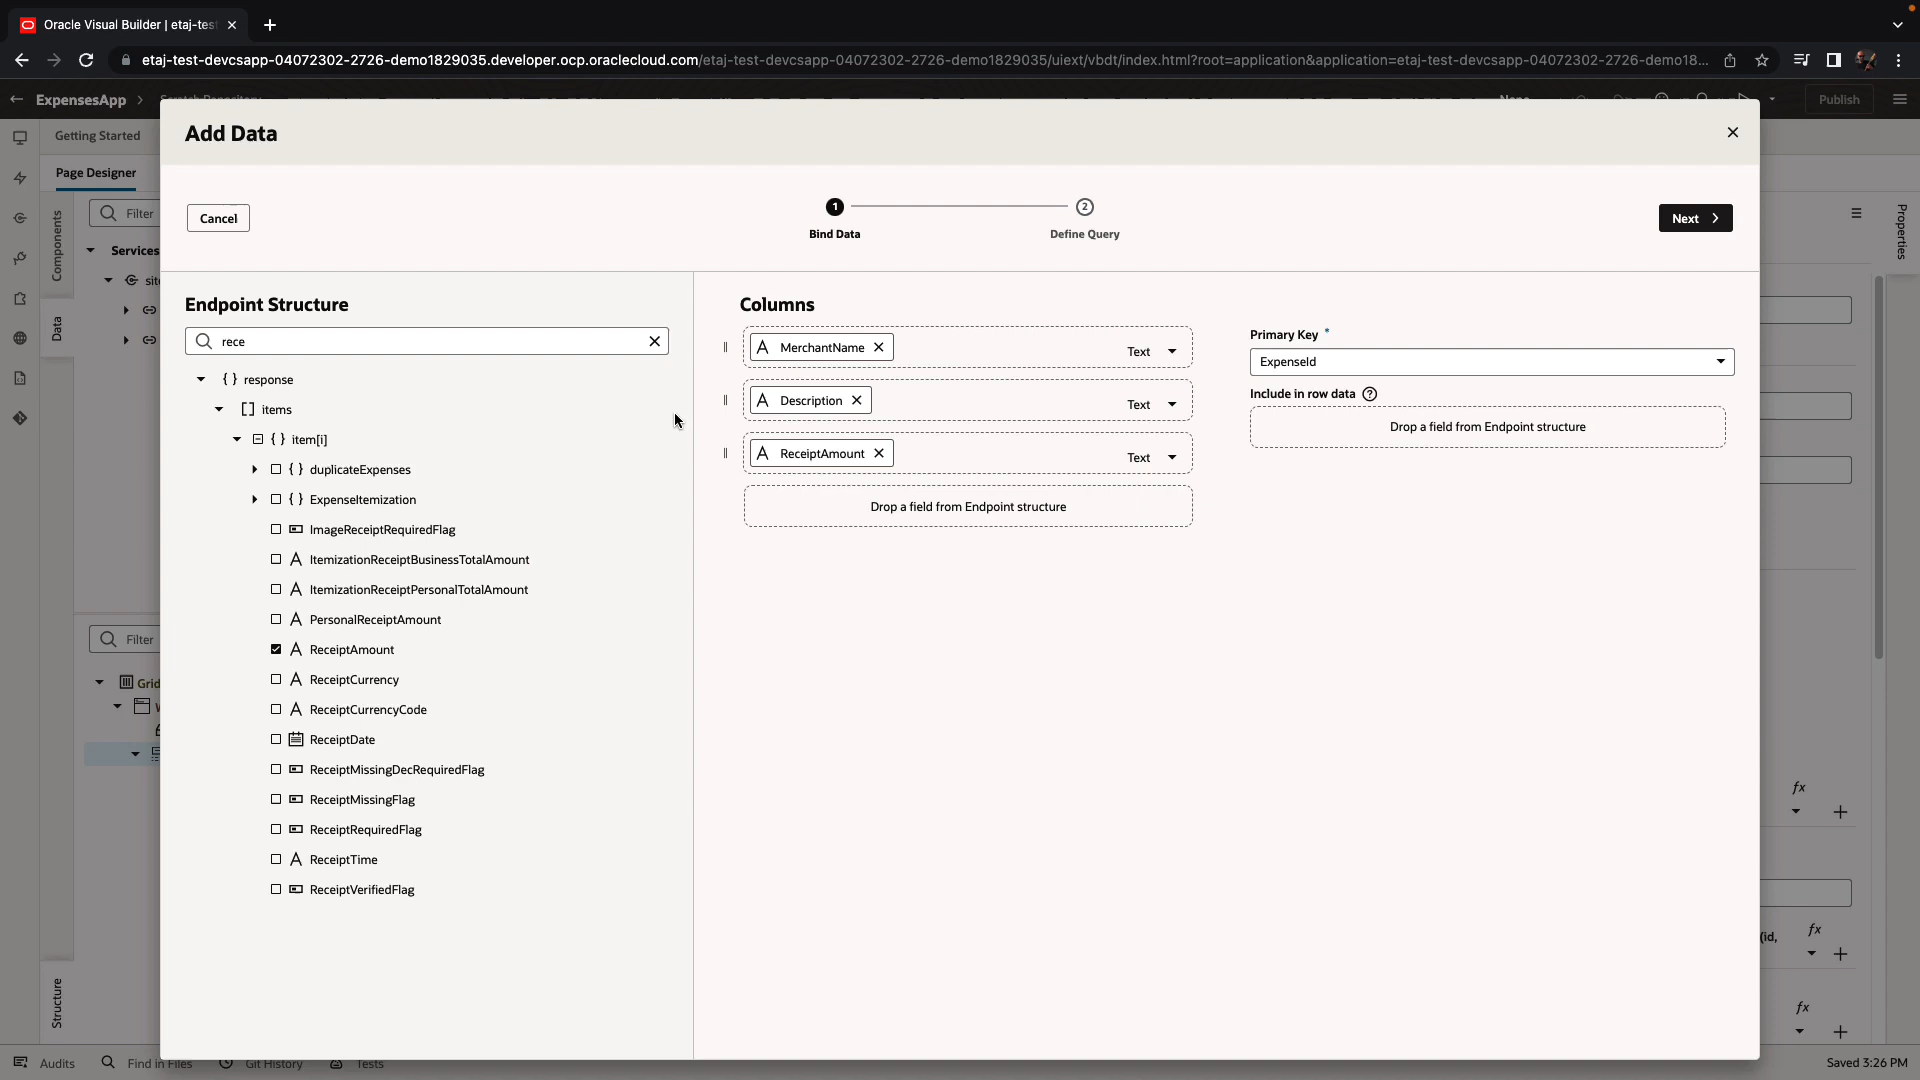 Oracle Visual Builder | etaj-test
etaj-test-devcsapp-04072302-2726-demo1829035.developer.ocp.oraclecloud.com/etaj-test-devcsapp-04072302-2726-demo1829035/uiext/vbdt/index.html?root=application&application=etaj-test-devcsapp-04072302-2726-demo18...
ExpensesApp
Publish
Getting Started
Page Designer
Components
Data
Structure
Properties
Filter
Services
Filter
Grid
Add Data
Cancel
1
2
Bind Data
Define Query
Next
Endpoint Structure
rece
{ } response
[ ] items
{ } item[i]
{ } duplicateExpenses
{ } ExpenseItemization
ImageReceiptRequiredFlag
A ItemizationReceiptBusinessTotalAmount
A ItemizationReceiptPersonalTotalAmount
A PersonalReceiptAmount
A ReceiptAmount
A ReceiptCurrency
A ReceiptCurrencyCode
ReceiptDate
ReceiptMissingDecRequiredFlag
ReceiptMissingFlag
ReceiptRequiredFlag
A ReceiptTime
ReceiptVerifiedFlag
Columns
A MerchantName Text
A Description Text
A ReceiptAmount Text
Drop a field from Endpoint structure
Primary Key *
ExpenseId
Include in row data ?
Drop a field from Endpoint structure
fx
(id,
fx
fx
Audits
Find in Files
Git History
Tests
Saved 3:26 PM